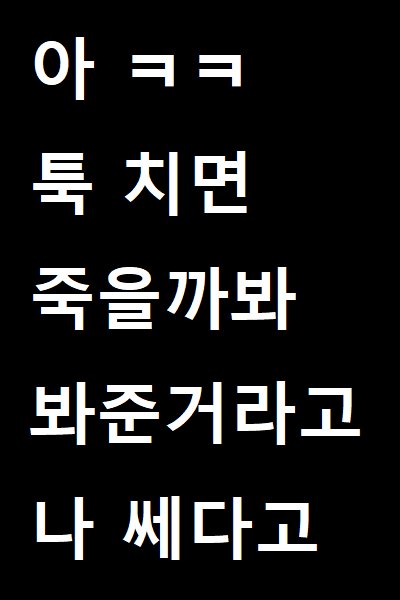 아 ㅋㅋ
툭 치면
죽을까봐
봐준거라고
나 쎄다고